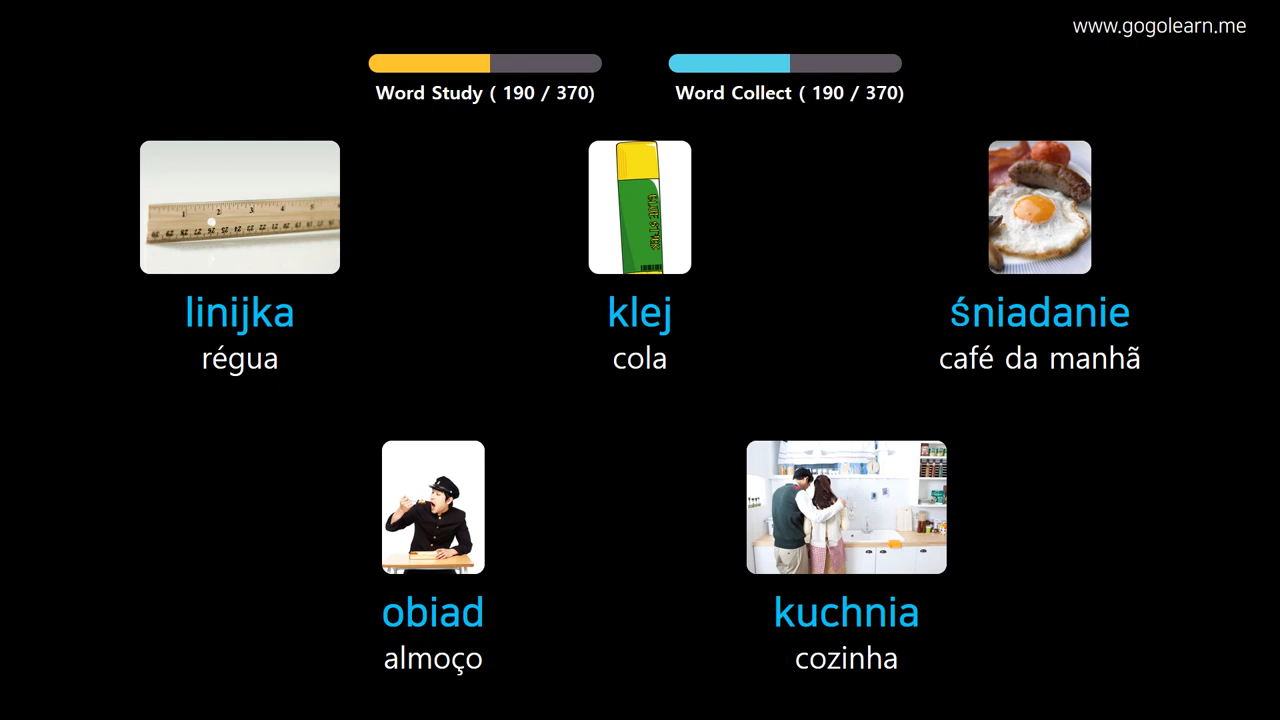 www.gogolearn.me
Word Study ( 190 / 370)
Word Collect ( 190 / 370)
linijka
régua
klej
cola
śniadanie
café da manhã
obiad
almoço
kuchnia
cozinha